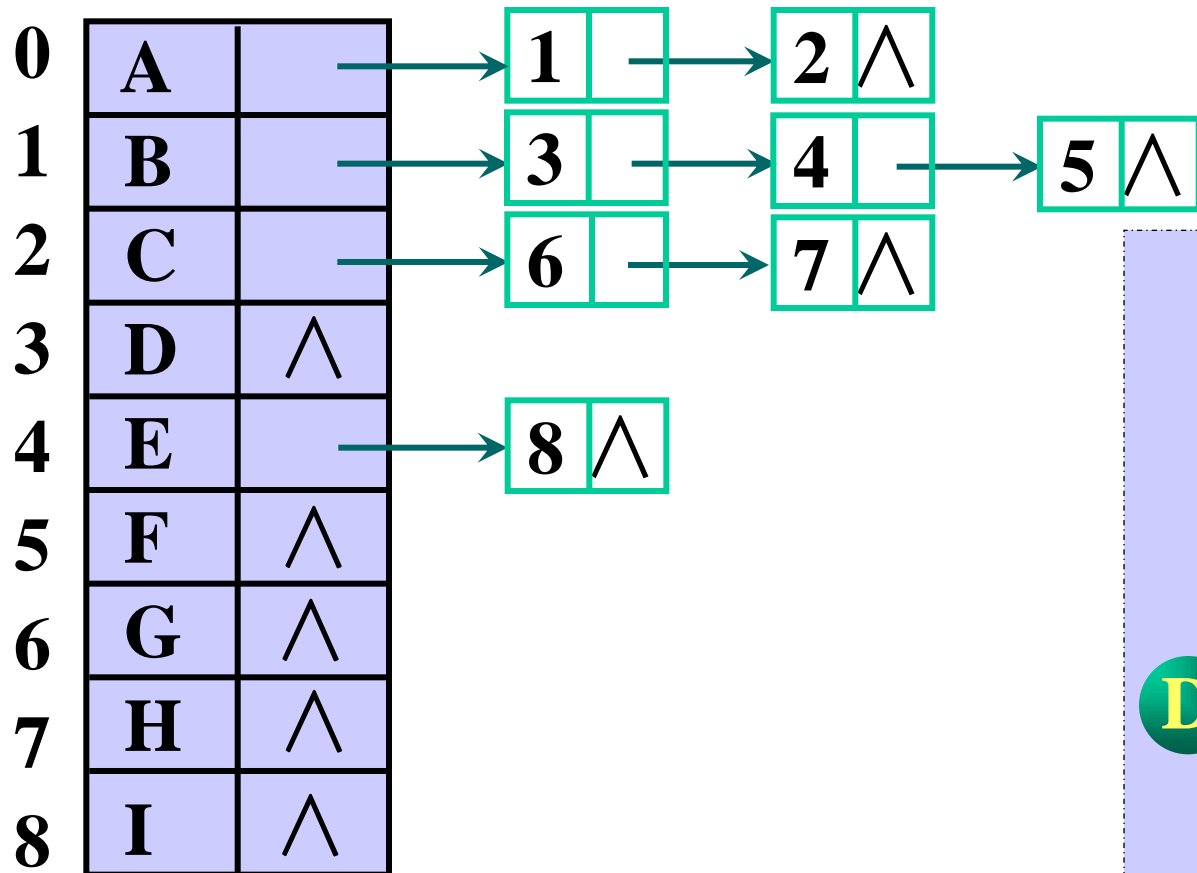 0 A 1 2 ∧
1 B 3 4 5 ∧
2 C 6 7 ∧
3 D ∧
4 E 8 ∧
5 F ∧
6 G ∧
D
7 H ∧
8 I ∧